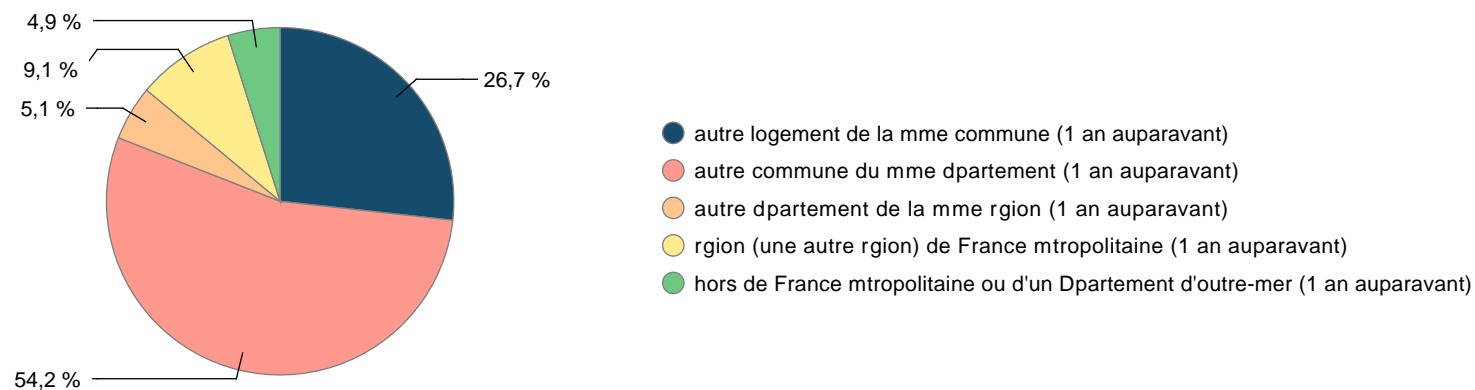 4,9 %
9,1 %
5,1 %
26,7 %
54,2 %
autre logement de la mme commune (1 an auparavant)
autre commune du mme dpartement (1 an auparavant)
autre dpartement de la mme rgion (1 an auparavant)
rgion (une autre rgion) de France mtropolitaine (1 an auparavant)
hors de France mtropolitaine ou d'un Dpartement d'outre-mer (1 an auparavant)